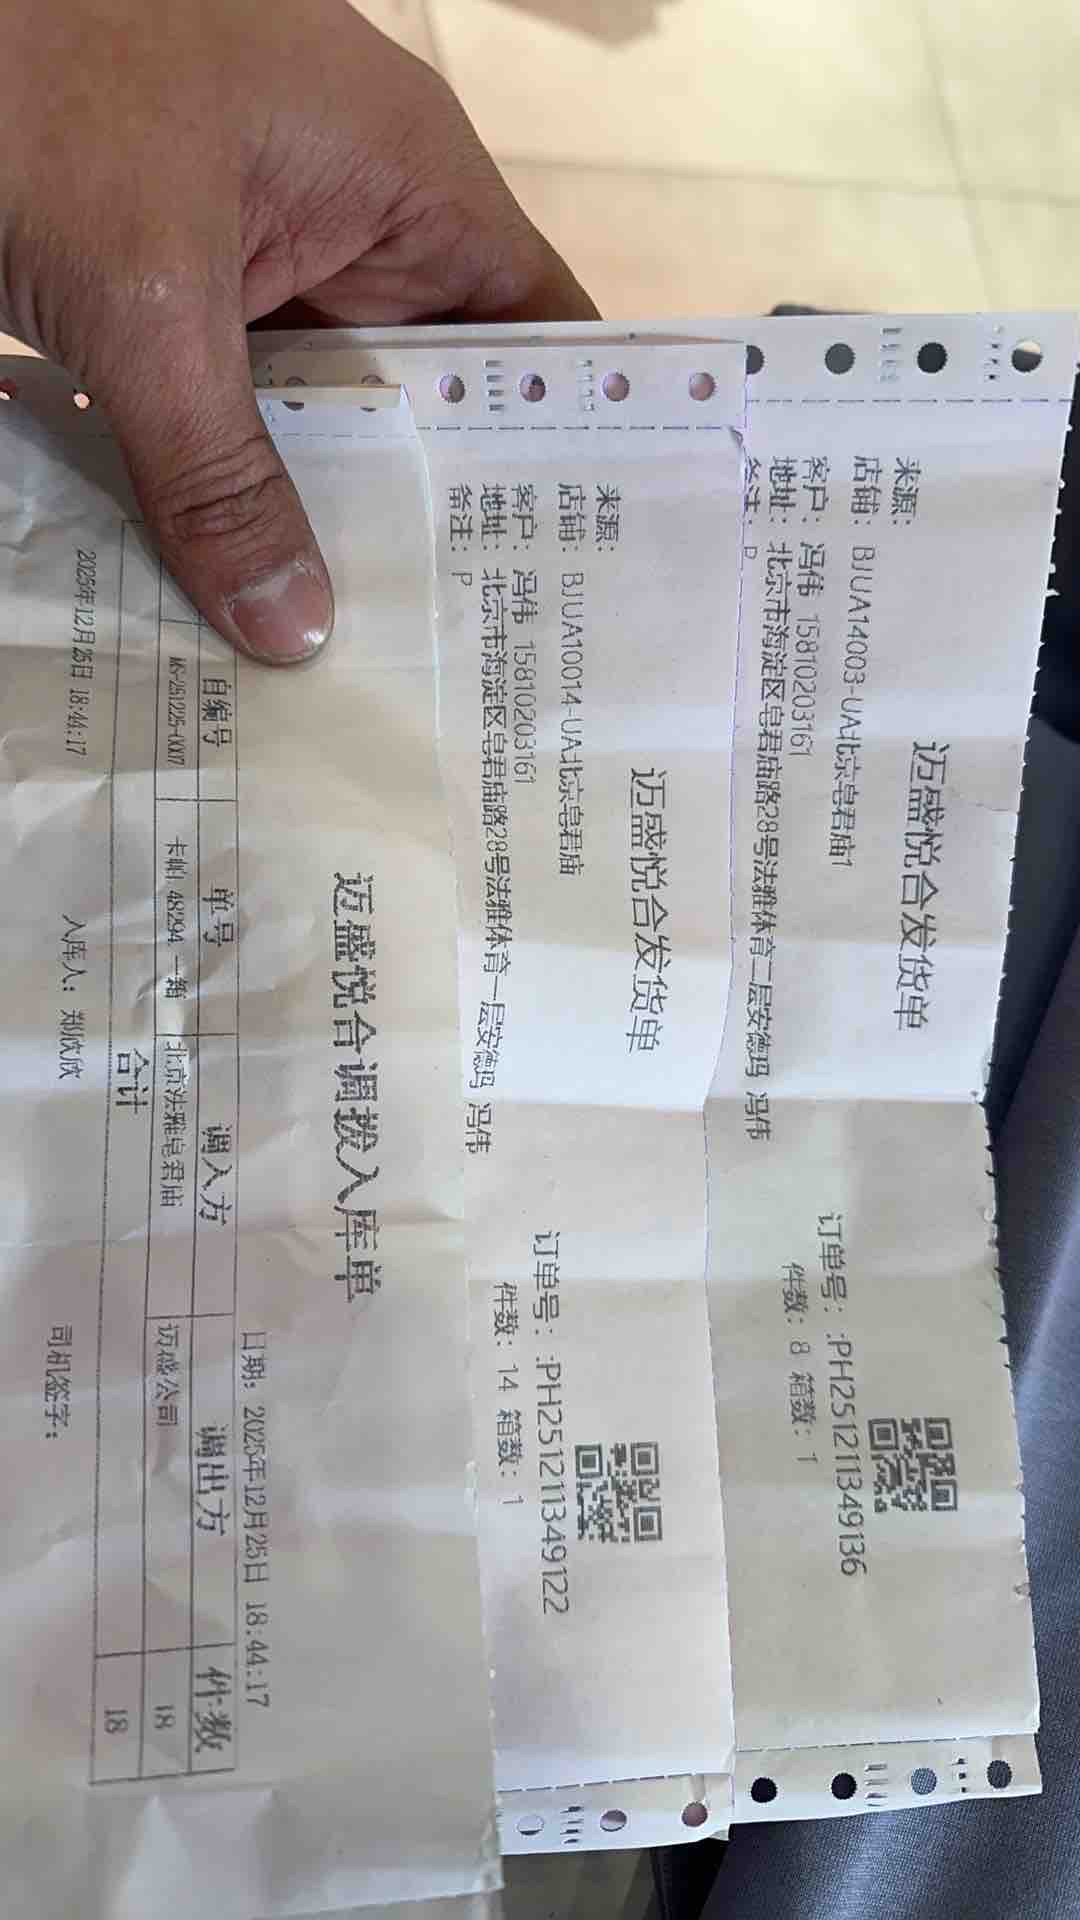 迈盛悦合发货单
来源：
店铺： BJUA14003-UA北京皂君庙1
客户： 冯伟 15810203161
地址： 北京市海淀区皂君庙路28号法雅体育二层安德玛 冯伟
备注： P
订单号：:PH251211349136
件数：8 箱数：1
迈盛悦合发货单
来源：
店铺： BJUA10014-UA北京皂君庙
客户： 冯伟 15810203161
地址： 北京市海淀区皂君庙路28号法雅体育一层安德玛 冯伟
备注： P
订单号：:PH251211349122
件数：14 箱数：1
迈盛悦合调拨入库单
日期：2025年12月25日 18:44:17
自编号 单号 调入方 调出方 件数
MS-251225-0007 卡帕 48294 一箱 北京法雅皂君庙 迈盛公司 18
合计 18
2025年12月25日 18:44:17 入库人：郑欣欣 司机签字：